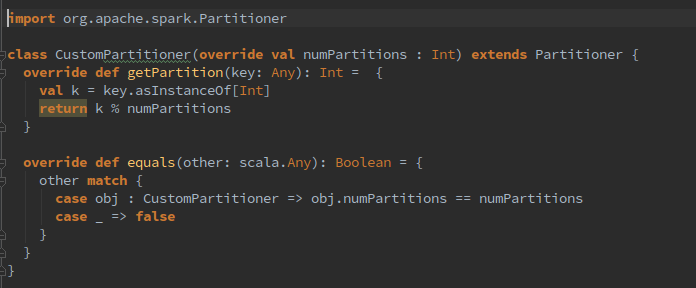 import org.apache.spark.Partitioner
class CustomPartitioner(override val numPartitions : Int) extends Partitioner {
  override def getPartition(key: Any): Int =  {
    val k = key.asInstanceOf[Int]
    return k % numPartitions
  }
  override def equals(other: scala.Any): Boolean = {
    other match {
      case obj : CustomPartitioner => obj.numPartitions == numPartitions
      case _ => false
    }
  }
}